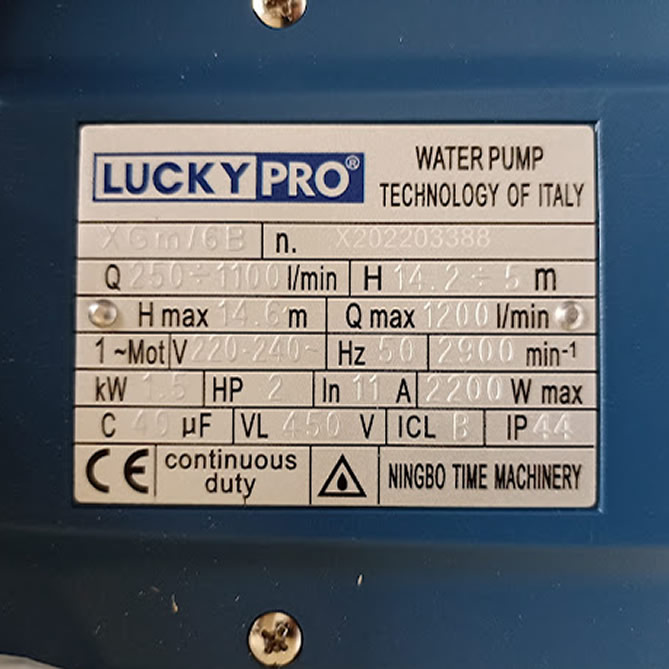 LUCKYPRO®
WATER PUMP
TECHNOLOGY OF ITALY
XGm/6B n. X202203388
Q 250÷1100 l/min H 14.2÷5 m
H max 14.6 m Q max 1200 l/min
1~Mot V 220-240~ Hz 50 2900 min-1
kW 1.5 HP 2 In 11 A 2200 W max
C µF VL 450 V ICL B IP 44
CE continuous
duty
NINGBO TIME MACHINERY